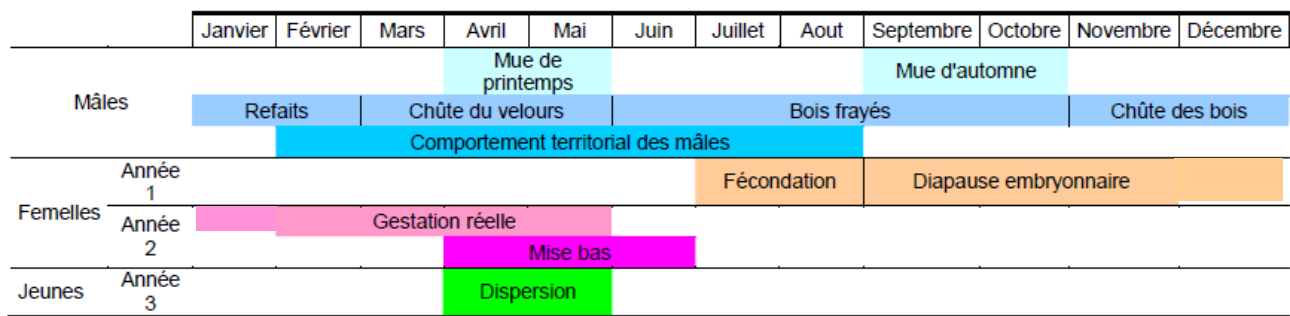 Janvier Février Mars Avril Mai Juin Juillet Aout Septembre Octobre Novembre Décembre
Mâles
Mue de
printemps
Mue d'automne
Refaits Chûte du velours Bois frayés Chûte des bois
Comportement territorial des mâles
Femelles
Année
1
Fécondation Diapause embryonnaire
Année
2
Gestation réelle
Mise bas
Jeunes
Année
3
Dispersion